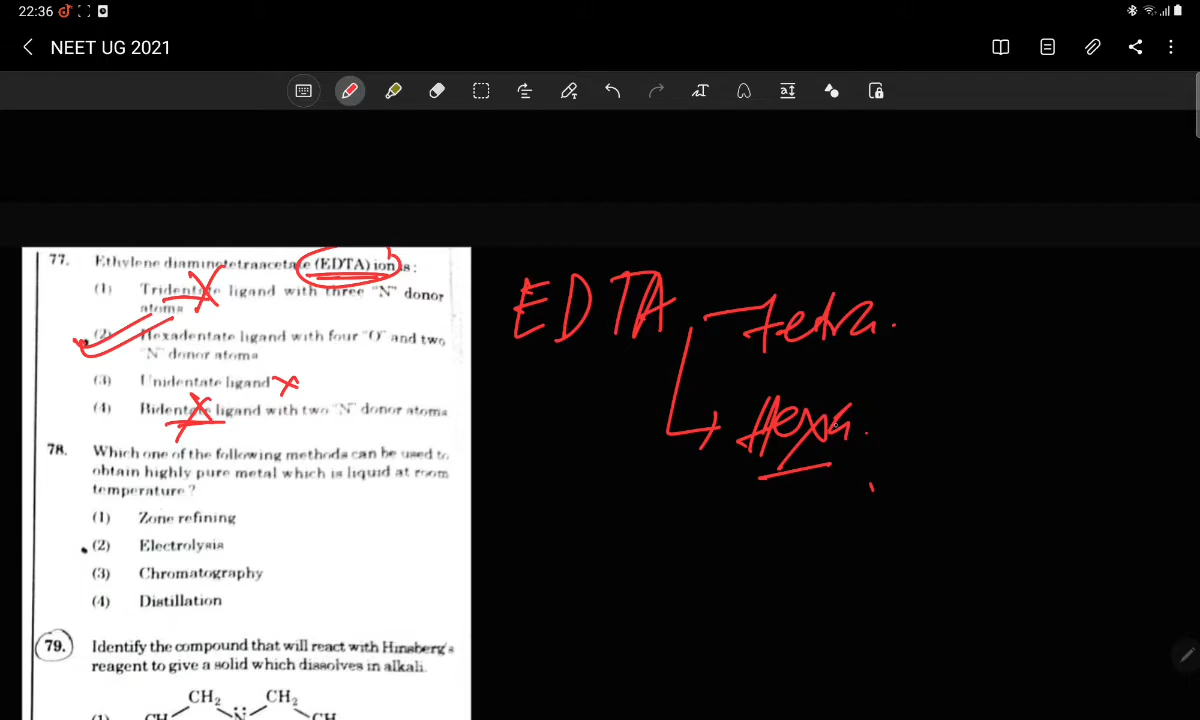 22:36
NEET UG 2021
77. Ethylene diaminetetraacetate (EDTA) ion is :
(1) Tridentate ligand with three "N" donor
atoms
(2) Hexadentate ligand with four "O" and two
"N" donor atoms
(3) Unidentate ligand
(4) Bidentate ligand with two "N" donor atoms
78. Which one of the following methods can be used to
obtain highly pure metal which is liquid at room
temperature ?
(1) Zone refining
(2) Electrolysis
(3) Chromatography
(4) Distillation
79. Identify the compound that will react with Hinsberg's
reagent to give a solid which dissolves in alkali.
CH2 CH2
(1) CH N CH
EDTA
Tetra.
Hexa.